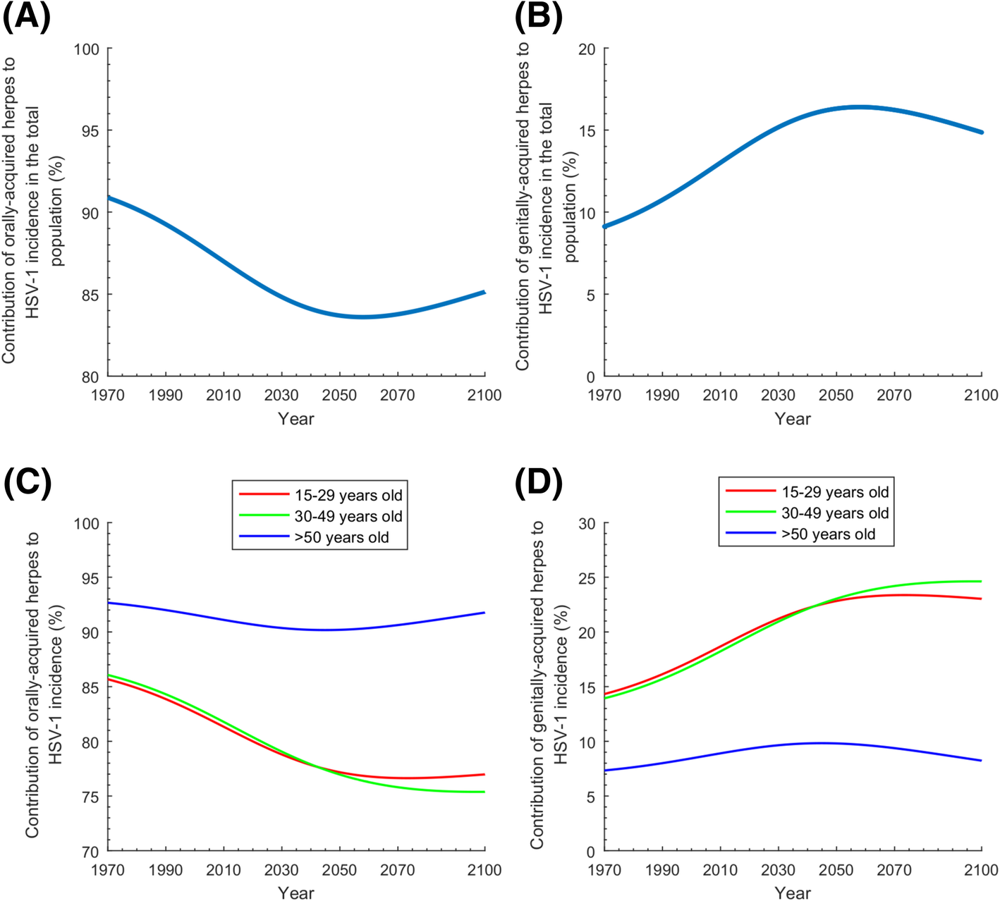 (A)
Contribution of orally-acquired herpes to
HSV-1 incidence in the total
population (%)
100
95
90
85
80
1970 1990 2010 2030 2050 2070 2100
Year
(B)
Contribution of genitally-acquired herpes to
HSV-1 incidence in the total
population (%)
20
15
10
5
0
1970 1990 2010 2030 2050 2070 2100
Year
(C)
15-29 years old
30-49 years old
>50 years old
Contribution of orally-acquired herpes to
HSV-1 incidence (%)
100
95
90
85
80
75
70
1970 1990 2010 2030 2050 2070 2100
Year
(D)
15-29 years old
30-49 years old
>50 years old
Contribution of genitally-acquired herpes to
HSV-1 incidence (%)
30
25
20
15
10
5
0
1970 1990 2010 2030 2050 2070 2100
Year